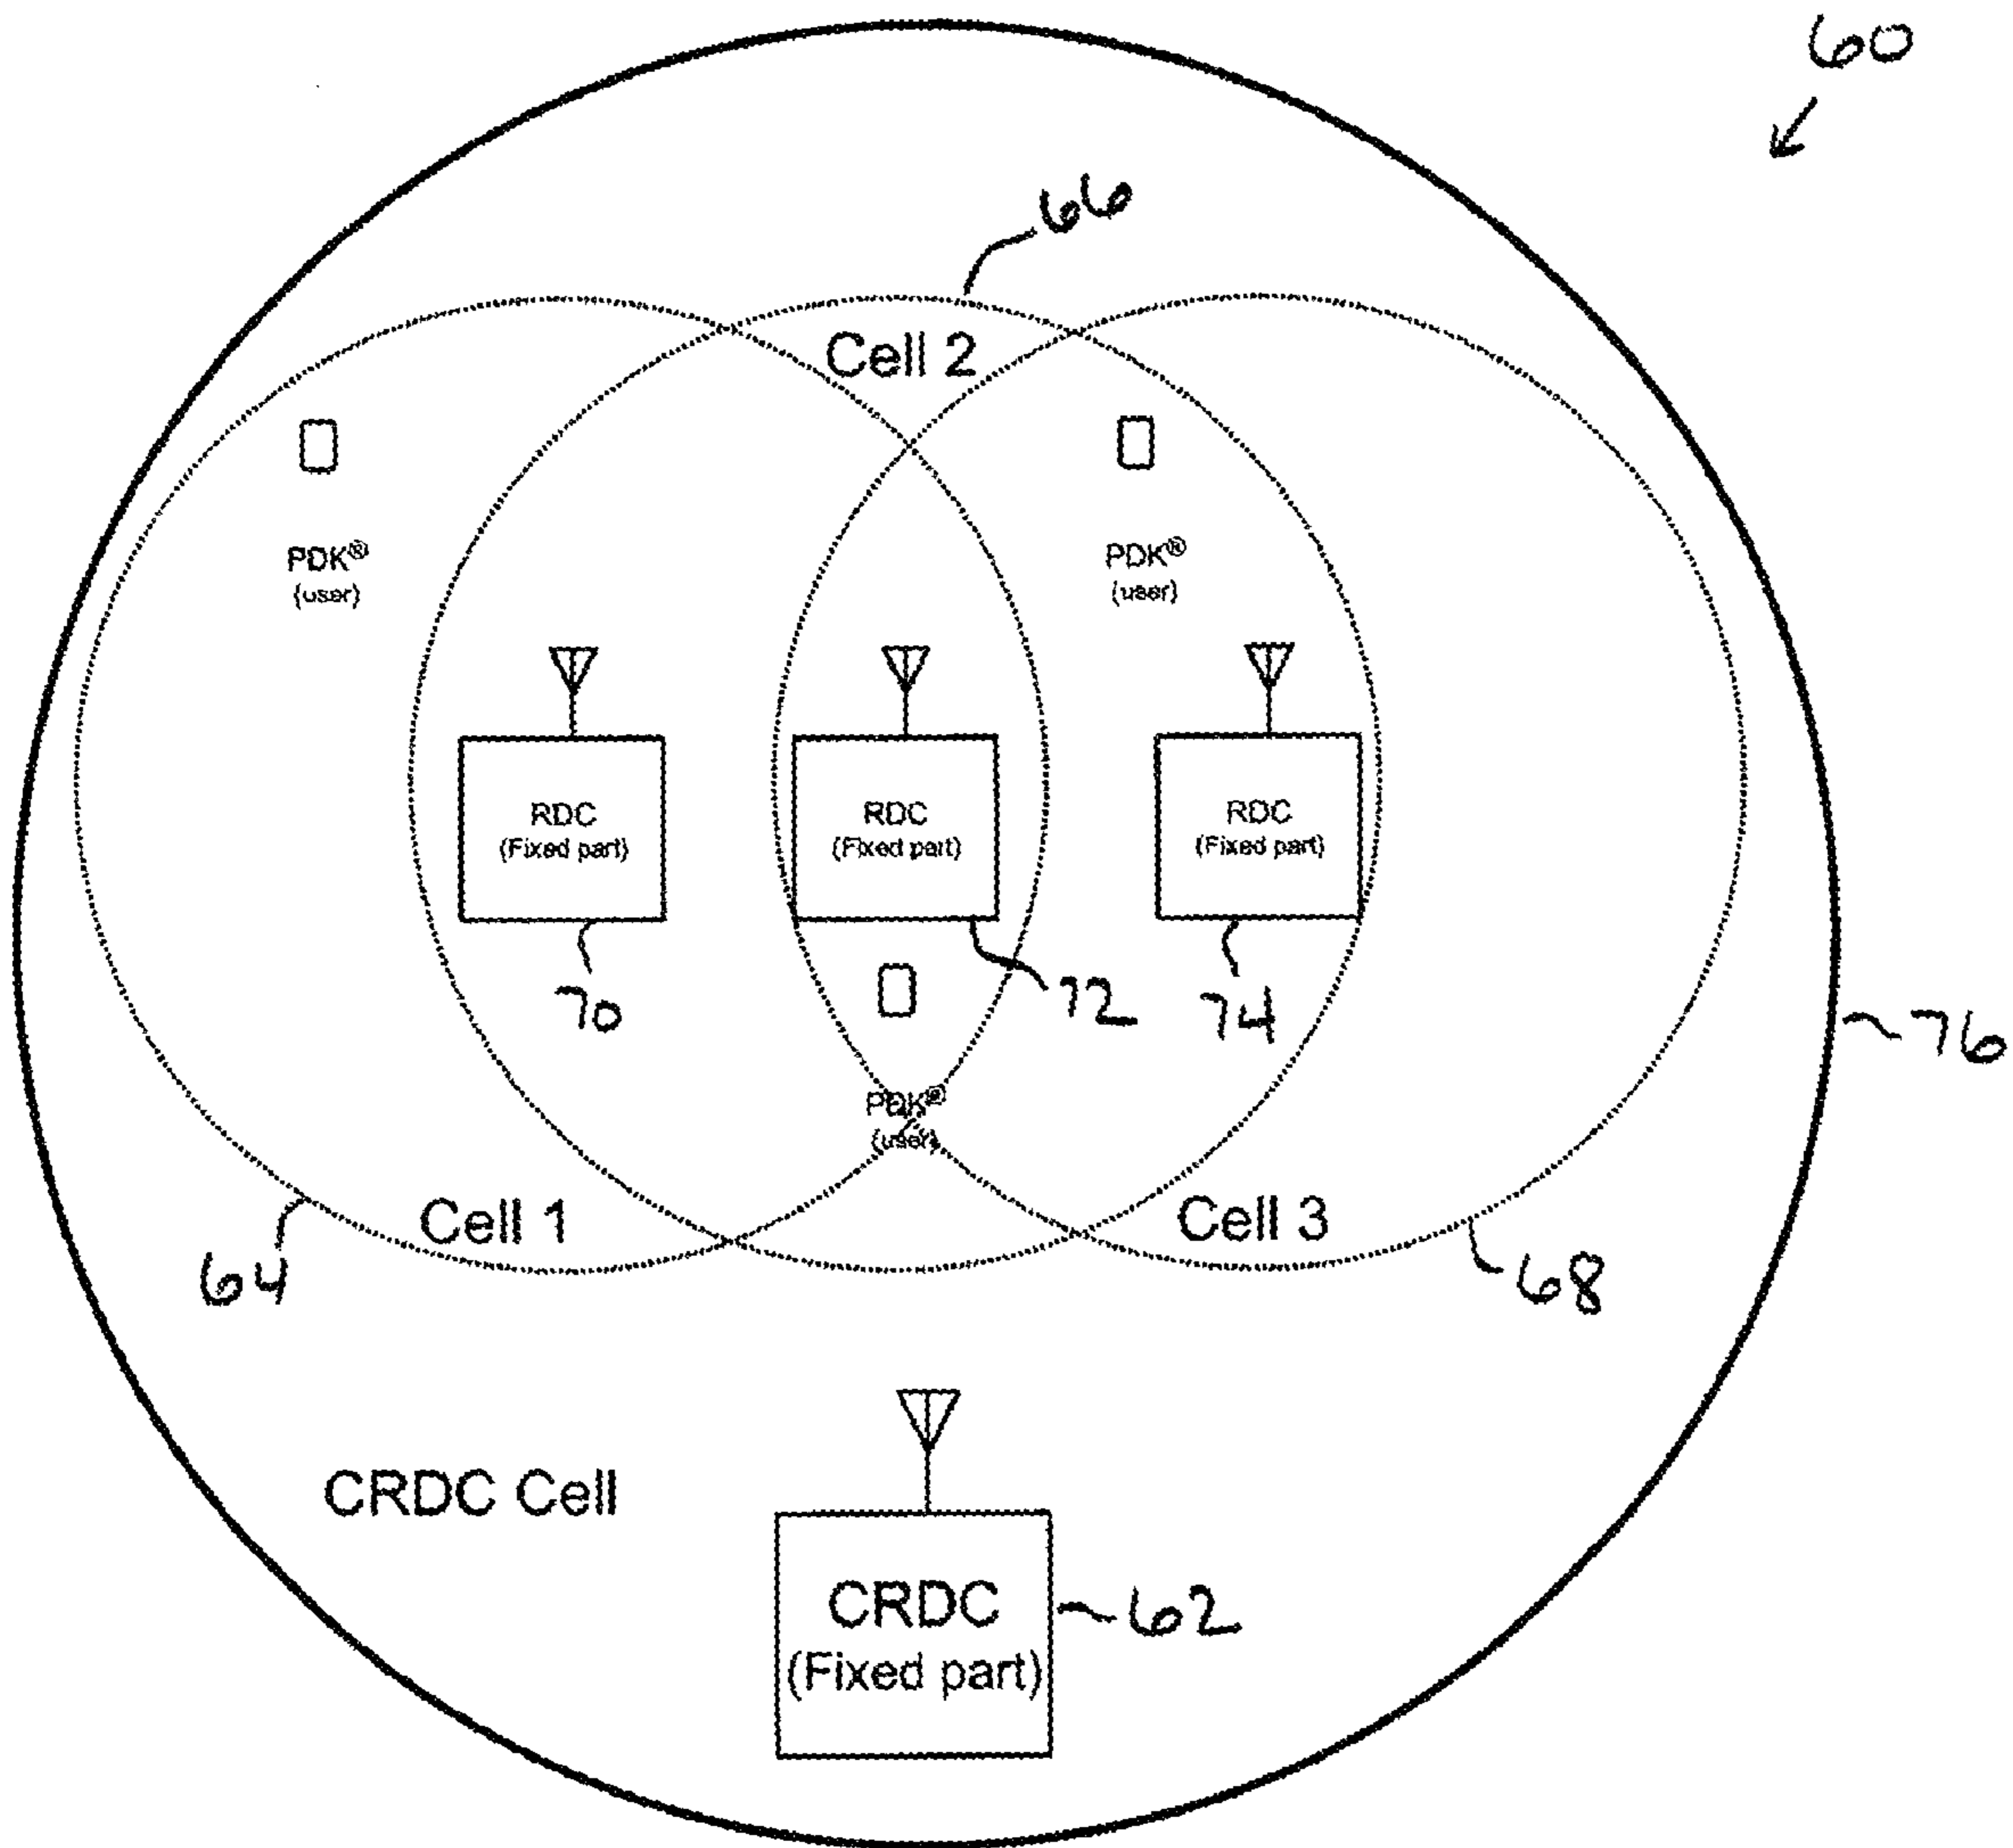 60
66
Cell 2
PDK®
(user)
PDK®
(user)
RDC
(Fixed part)
RDC
(Fixed part)
RDC
(Fixed part)
70
72
74
76
PDK®
(user)
Cell 1
Cell 3
64
68
CRDC Cell
CRDC
(Fixed part)
62